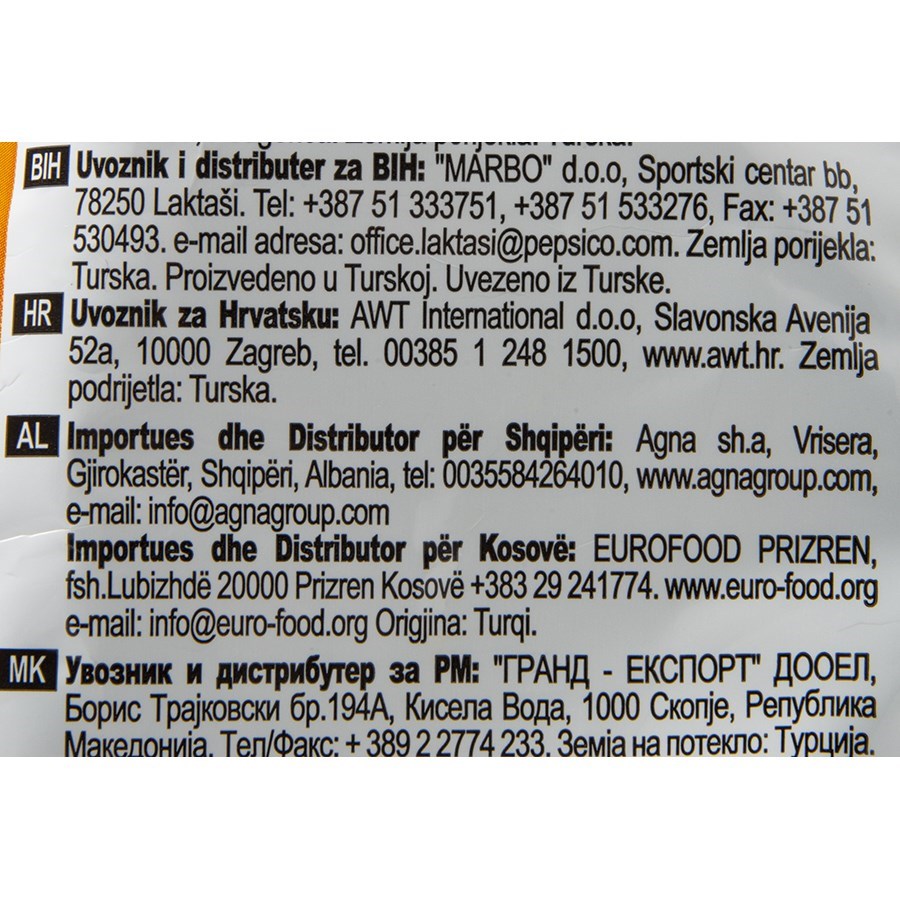 BIH Uvoznik i distributer za BIH: "MARBO" d.o.o, Sportski centar bb,
78250 Laktaši. Tel: +387 51 333751, +387 51 533276, Fax: +387 51
530493. e-mail adresa: office.laktasi@pepsico.com. Zemlja porijekla:
Turska. Proizvedeno u Turskoj. Uvezeno iz Turske.
HR Uvoznik za Hrvatsku: AWT International d.o.o, Slavonska Avenija
52a, 10000 Zagreb, tel. 00385 1 248 1500, www.awt.hr. Zemlja
podrijetla: Turska.
AL Importues dhe Distributor për Shqipëri: Agna sh.a, Vrisera,
Gjirokastër, Shqipëri, Albania, tel: 0035584264010, www.agnagroup.com,
e-mail: info@agnagroup.com
Importues dhe Distributor për Kosovë: EUROFOOD PRIZREN,
fsh.Lubizhdë 20000 Prizren Kosovë +383 29 241774. www.euro-food.org
e-mail: info@euro-food.org Origjina: Turqi.
MK Увозник и дистрибутер за РМ: "ГРАНД - ЕКСПОРТ" ДООЕЛ,
Борис Трајковски бр.194А, Кисела Вода, 1000 Скопје, Република
Македонија. Тел/Факс: + 389 2 2774 233. Земја на потекло: Турција.